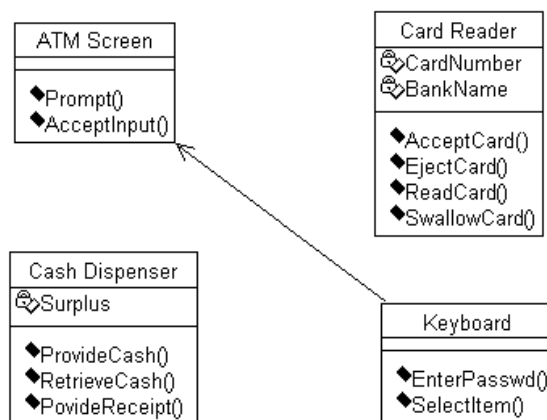 ATM Screen
Prompt()
AcceptInput()
Card Reader
CardNumber
BankName
AcceptCard()
EjectCard()
ReadCard()
SwallowCard()
Cash Dispenser
Surplus
ProvideCash()
RetrieveCash()
PovideReceipt()
Keyboard
EnterPasswd()
SelectItem()